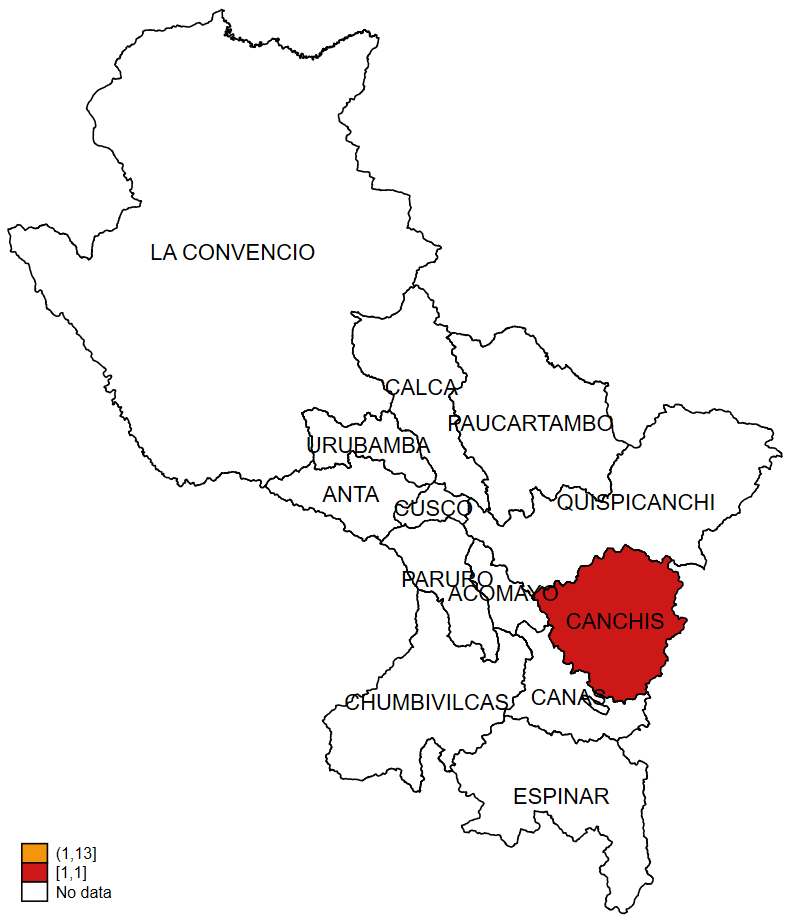 LA CONVENCIO
CALCA
PAUCARTAMBO
URUBAMBA
ANTA
CUSCO
QUISPICANCHI
PARURO
ACOMAYO
CANCHIS
CHUMBIVILCAS
CANAS
ESPINAR
(1,13]
[1,1]
No data